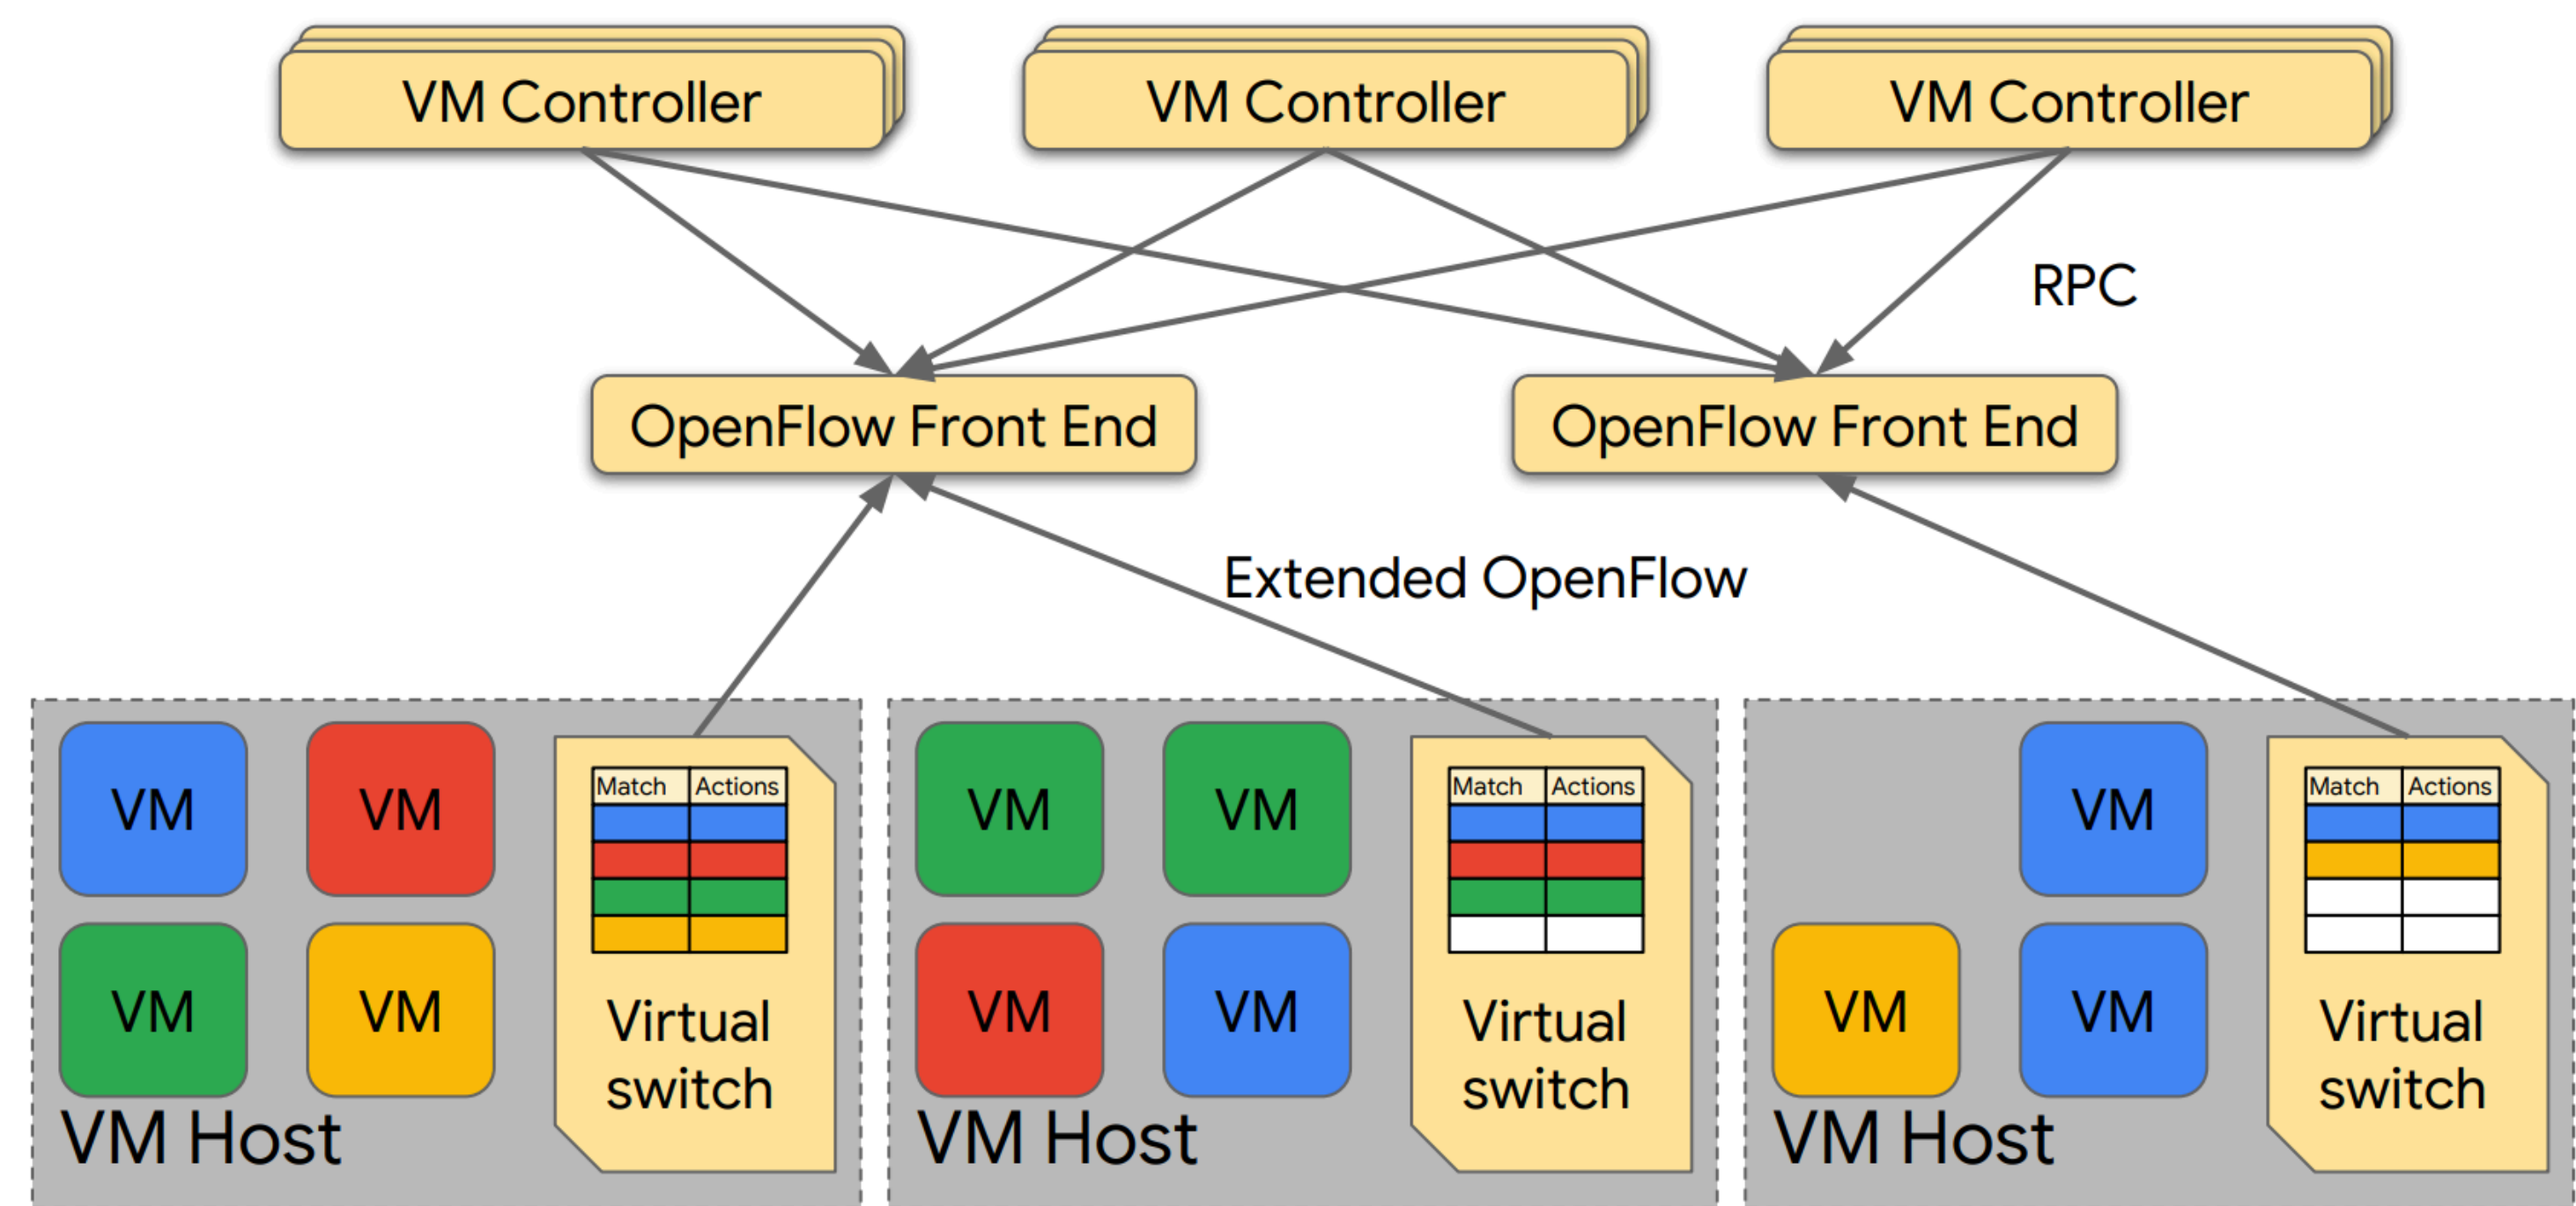 VM Controller
VM Controller
VM Controller
RPC
OpenFlow Front End
OpenFlow Front End
Extended OpenFlow
VM
VM
Match
Actions
VM
VM
Virtual
switch
VM Host
VM
VM
Match
Actions
VM
VM
Virtual
switch
VM Host
VM
Match
Actions
VM
VM
Virtual
switch
VM Host